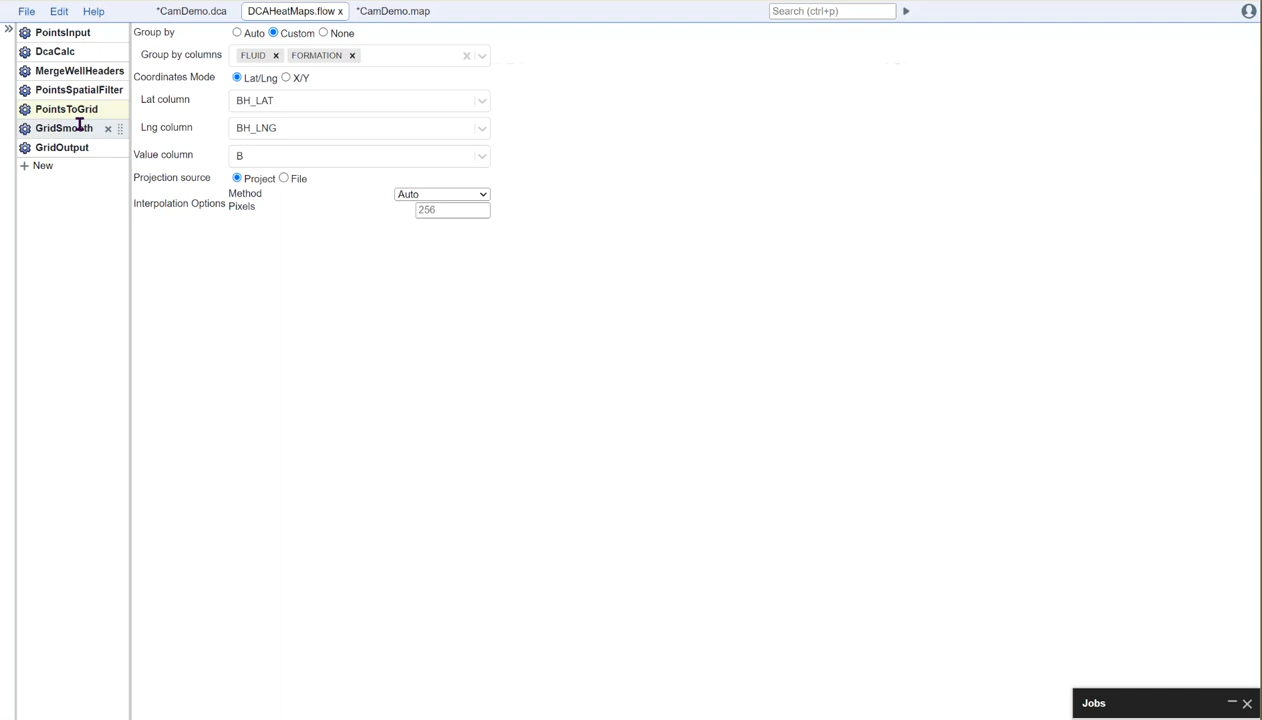 File Edit Help *CamDemo.dca DCAHeatMaps.flow x *CamDemo.map Search (ctrl+p)
PointsInput
DcaCalc
MergeWellHeaders
PointsSpatialFilter
PointsToGrid
GridSmooth
GridOutput
+ New
Group by Auto Custom None
Group by columns FLUID × FORMATION ×
Coordinates Mode Lat/Lng X/Y
Lat column BH_LAT
Lng column BH_LNG
Value column B
Projection source Project File
Interpolation Options Method Auto
Pixels 256
Jobs